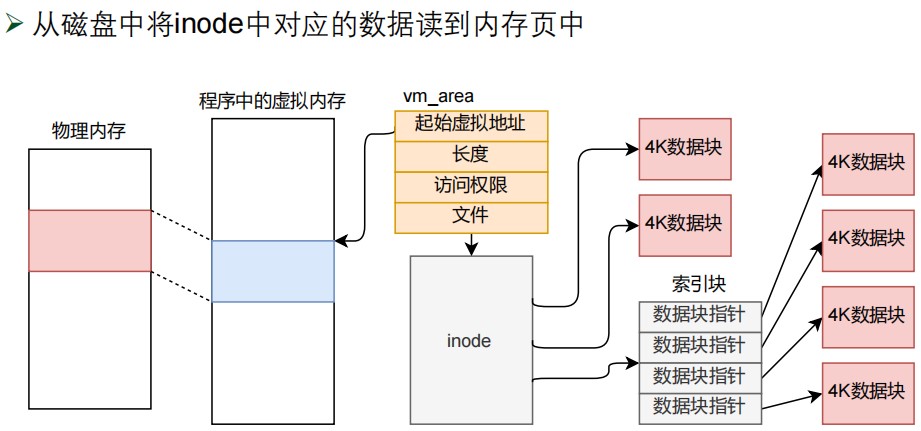 从磁盘中将inode中对应的数据读到内存页中
物理内存
程序中的虚拟内存
vm_area
起始虚拟地址
长度
访问权限
文件
inode
4K数据块
4K数据块
索引块
数据块指针
数据块指针
数据块指针
数据块指针
4K数据块
4K数据块
4K数据块
4K数据块